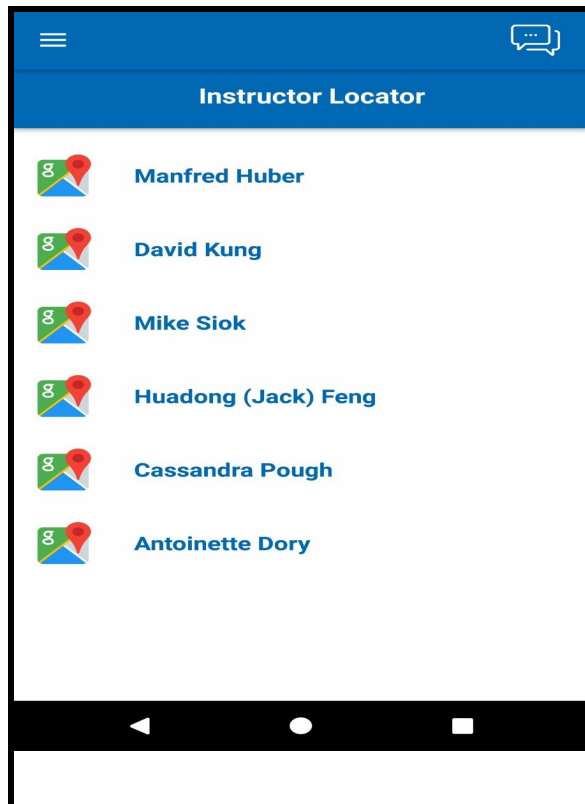 Instructor Locator
g
Manfred Huber
g
David Kung
g
Mike Siok
g
Huadong (Jack) Feng
g
Cassandra Pough
g
Antoinette Dory